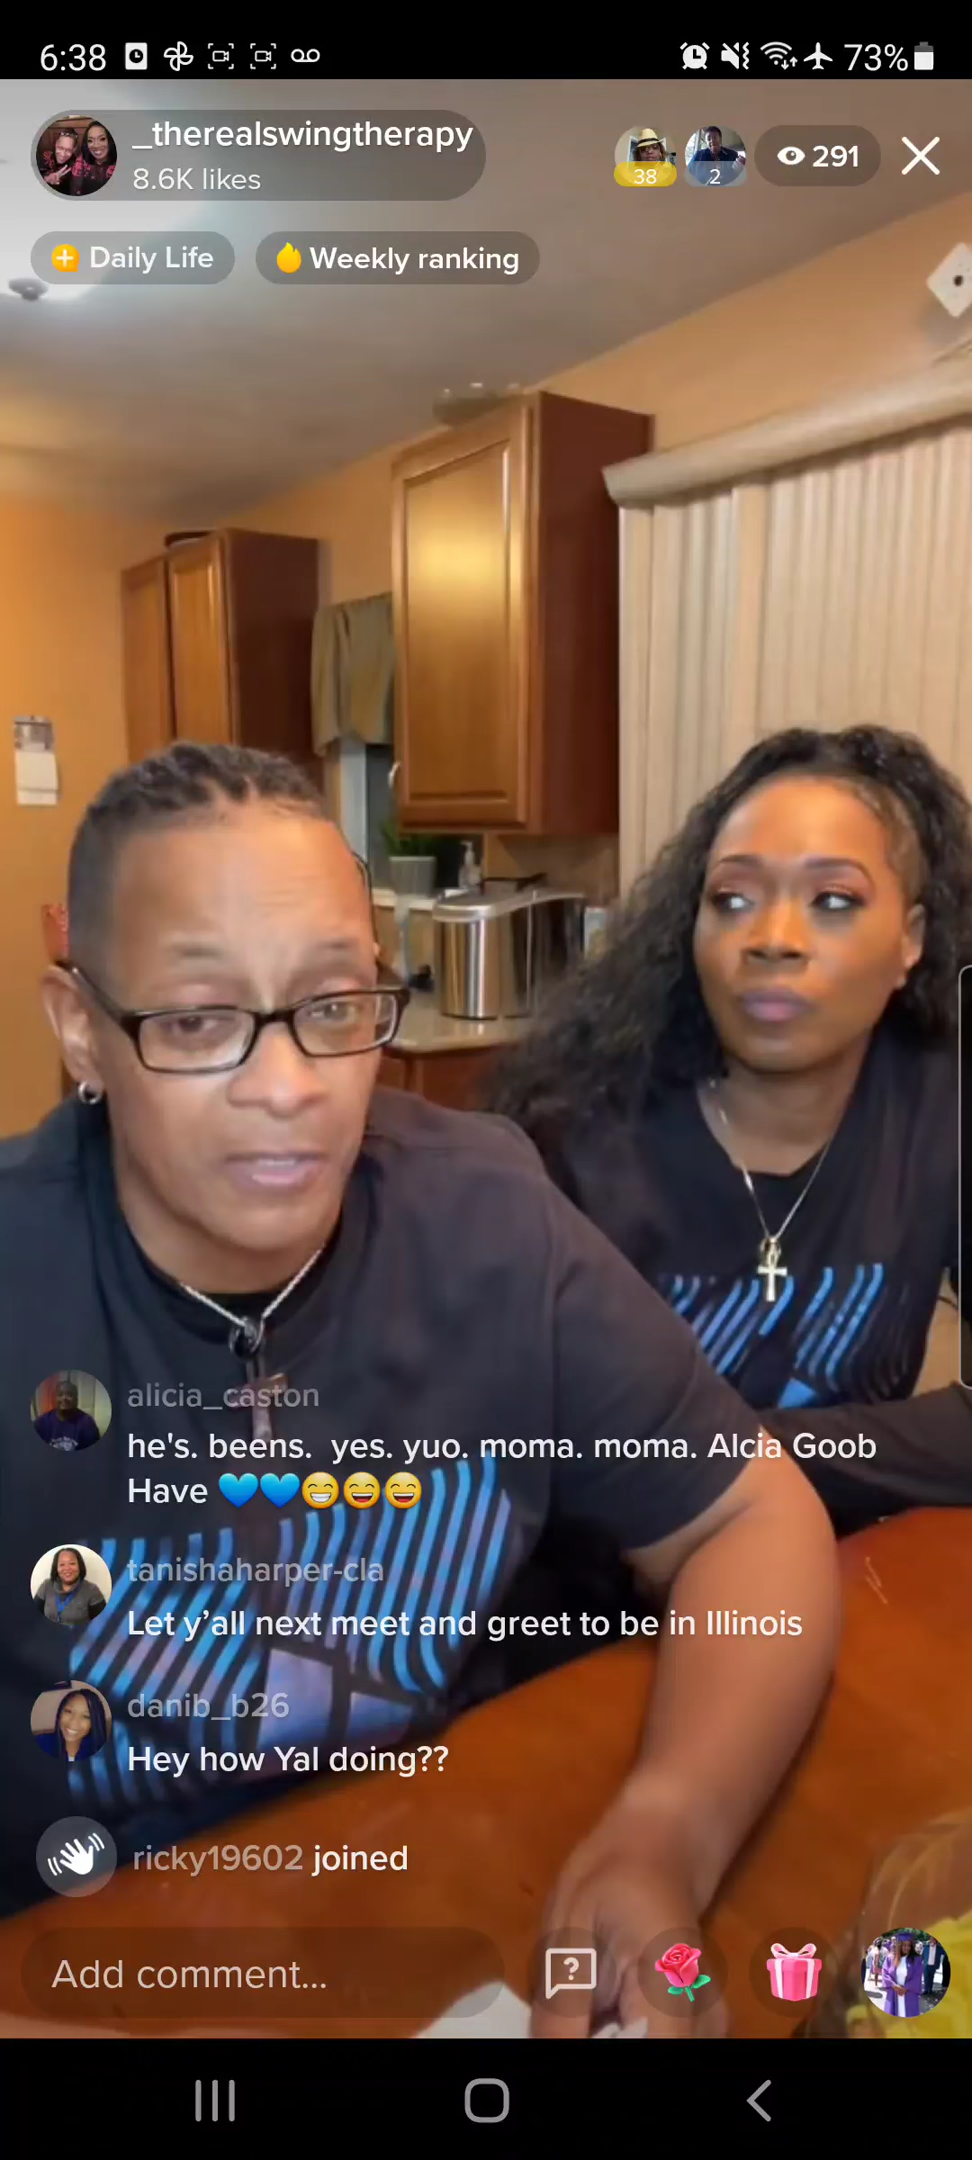 6:38
73%
_therealswingtherapy
8.6K likes
38
2
291
Daily Life
Weekly ranking
alicia_caston
he's. beens.  yes. yuo. moma. moma. Alcia Goob
Have 💙💙😁😄😄
tanishaharper-cla
Let y’all next meet and greet to be in Illinois
danib_b26
Hey how Yal doing??
ricky19602 joined
Add comment...